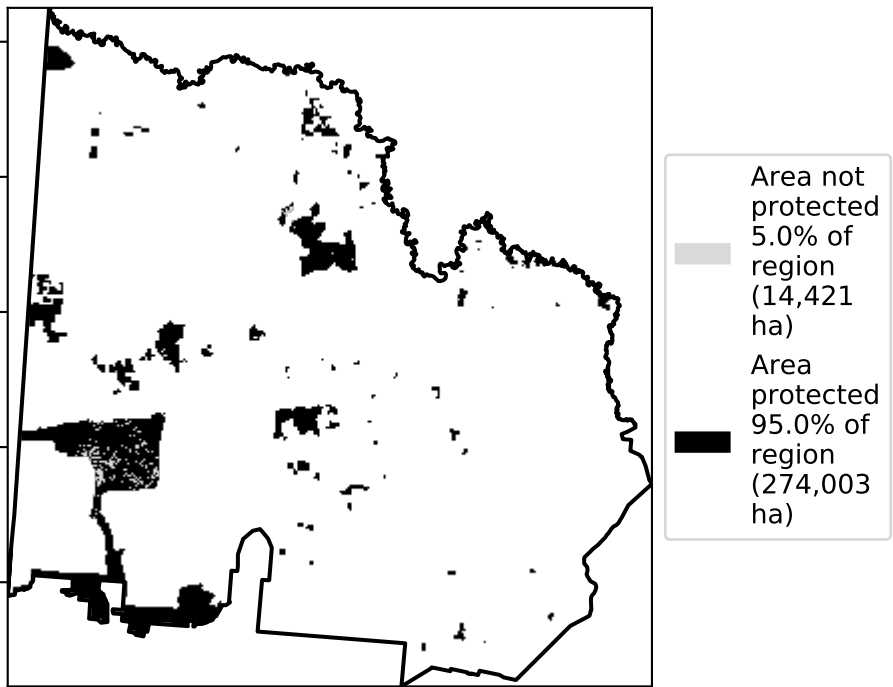 Area not
protected
5.0% of
region
(14,421
ha)
Area
protected
95.0% of
region
(274,003
ha)